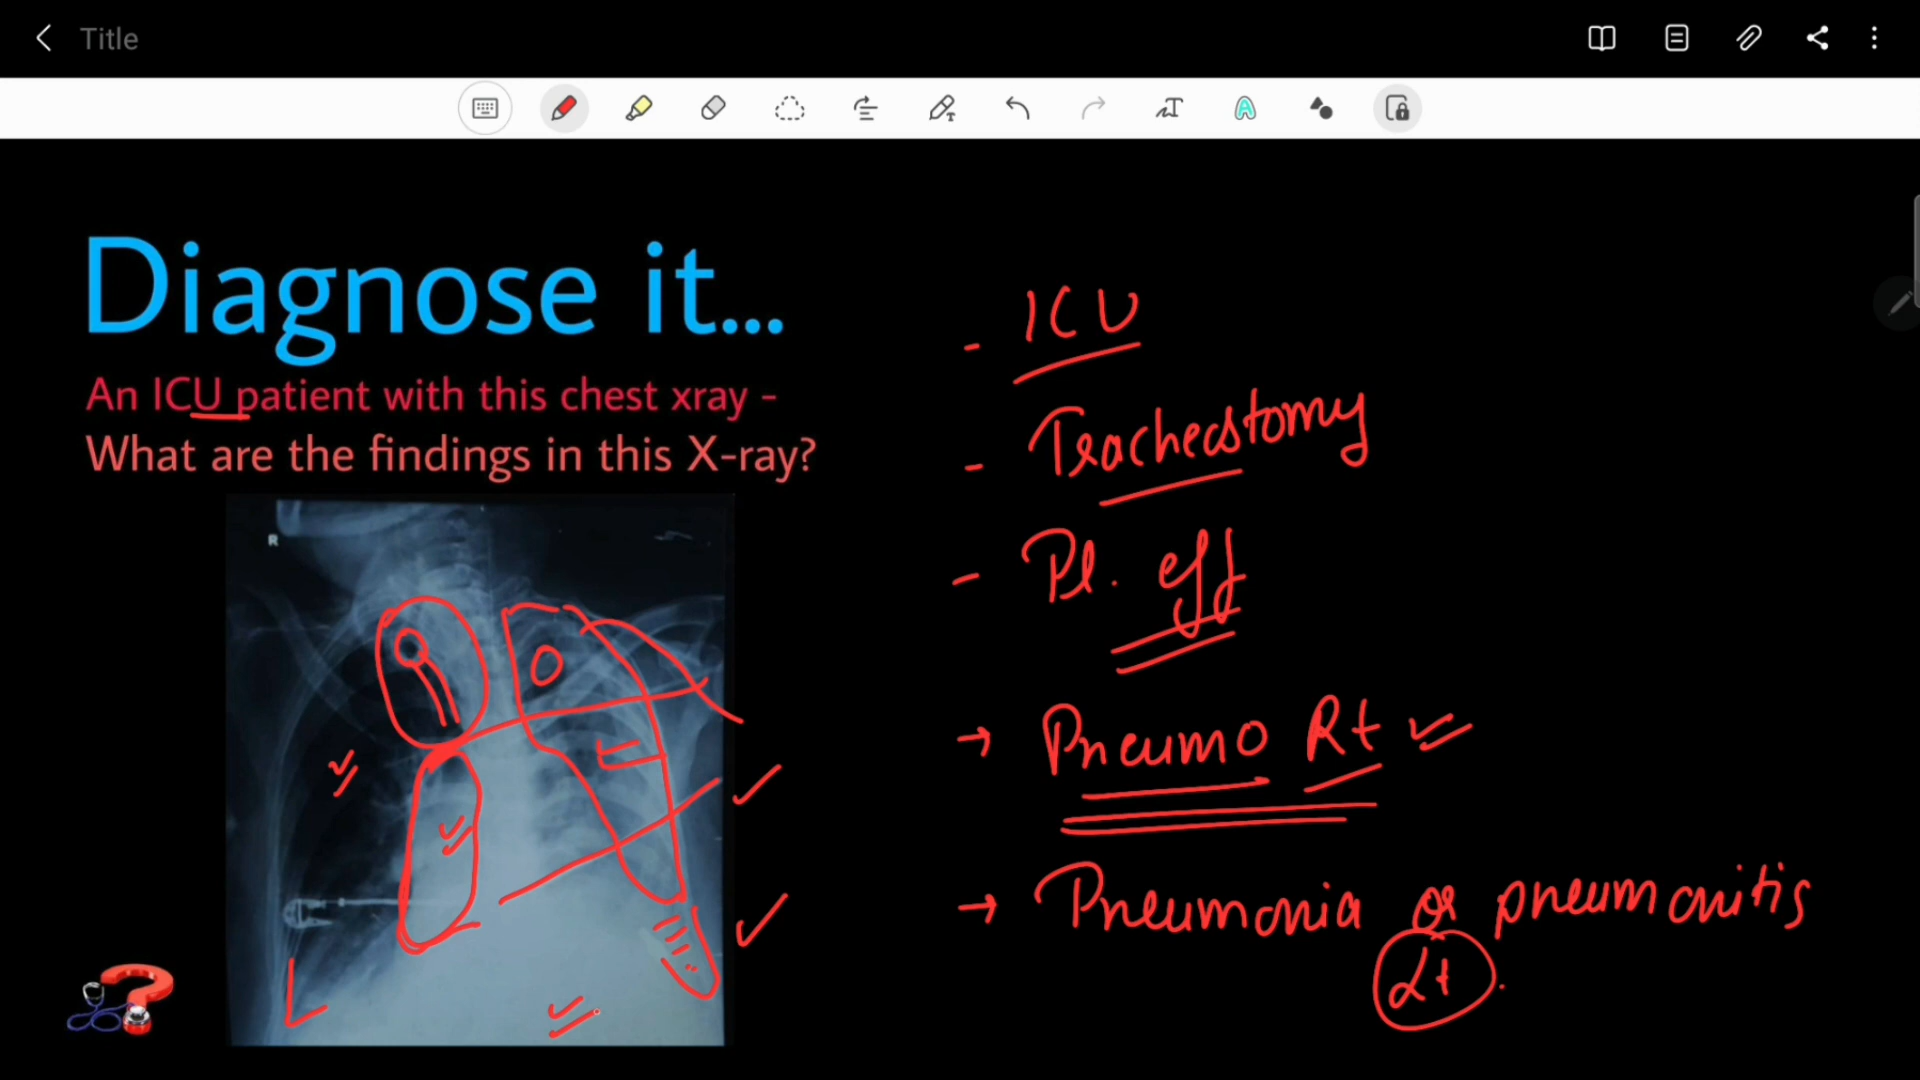 Title
Diagnose it...
An ICU patient with this chest xray -
What are the findings in this X-ray?
R
- ICU
- Tracheostomy
- Pl. eff
→ Pneumo Rt
→ Pneumonia or pneumonitis
Lt.